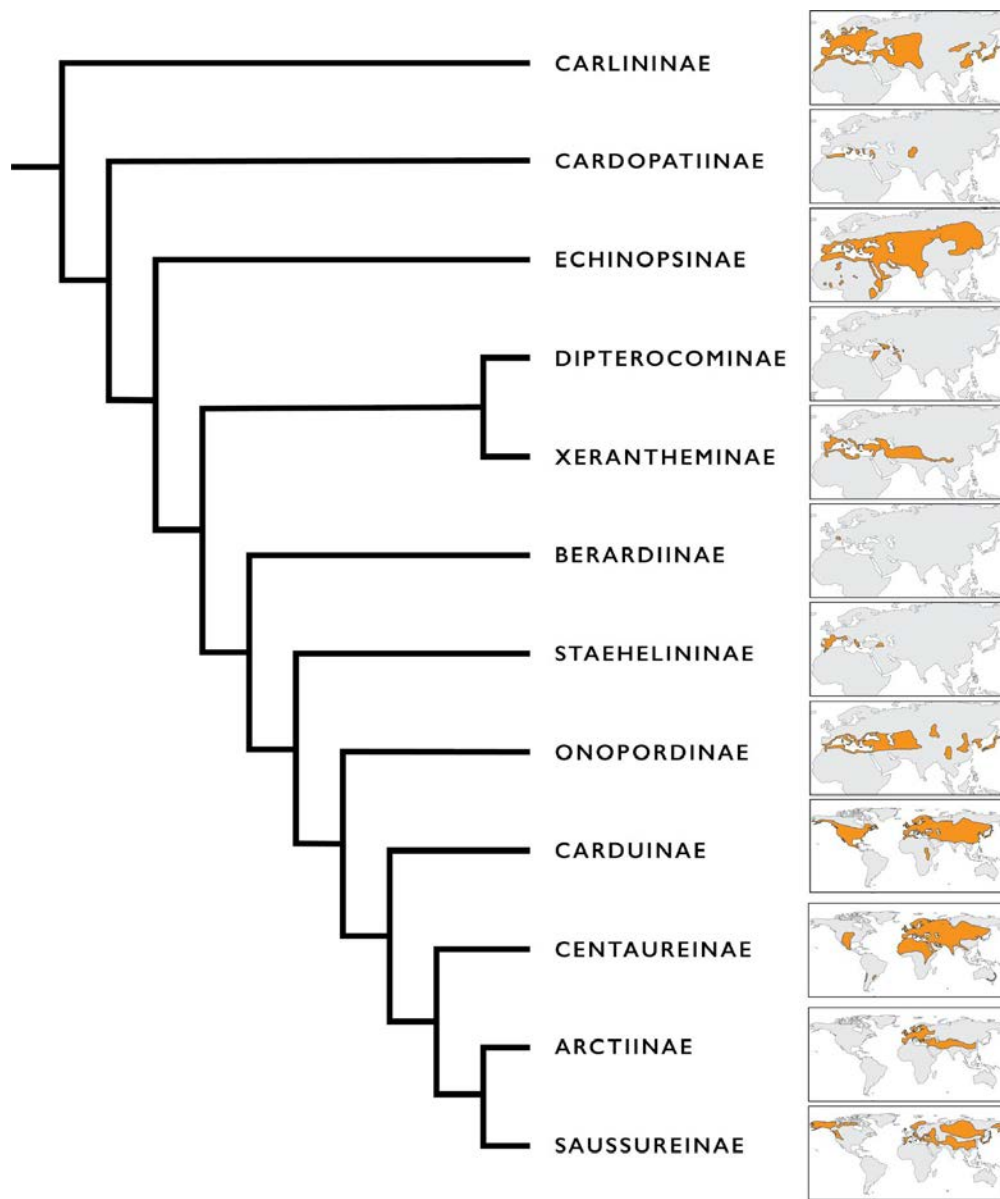 CARLININAE
CARDOPATIINAE
ECHINOPSINAE
DIPTEROCOMINAE
XERANTHEMINAE
BERARDIINAE
STAEHELININAE
ONOPORDINAE
CARDUINAE
CENTAUREINAE
ARCTIINAE
SAUSSUREINAE